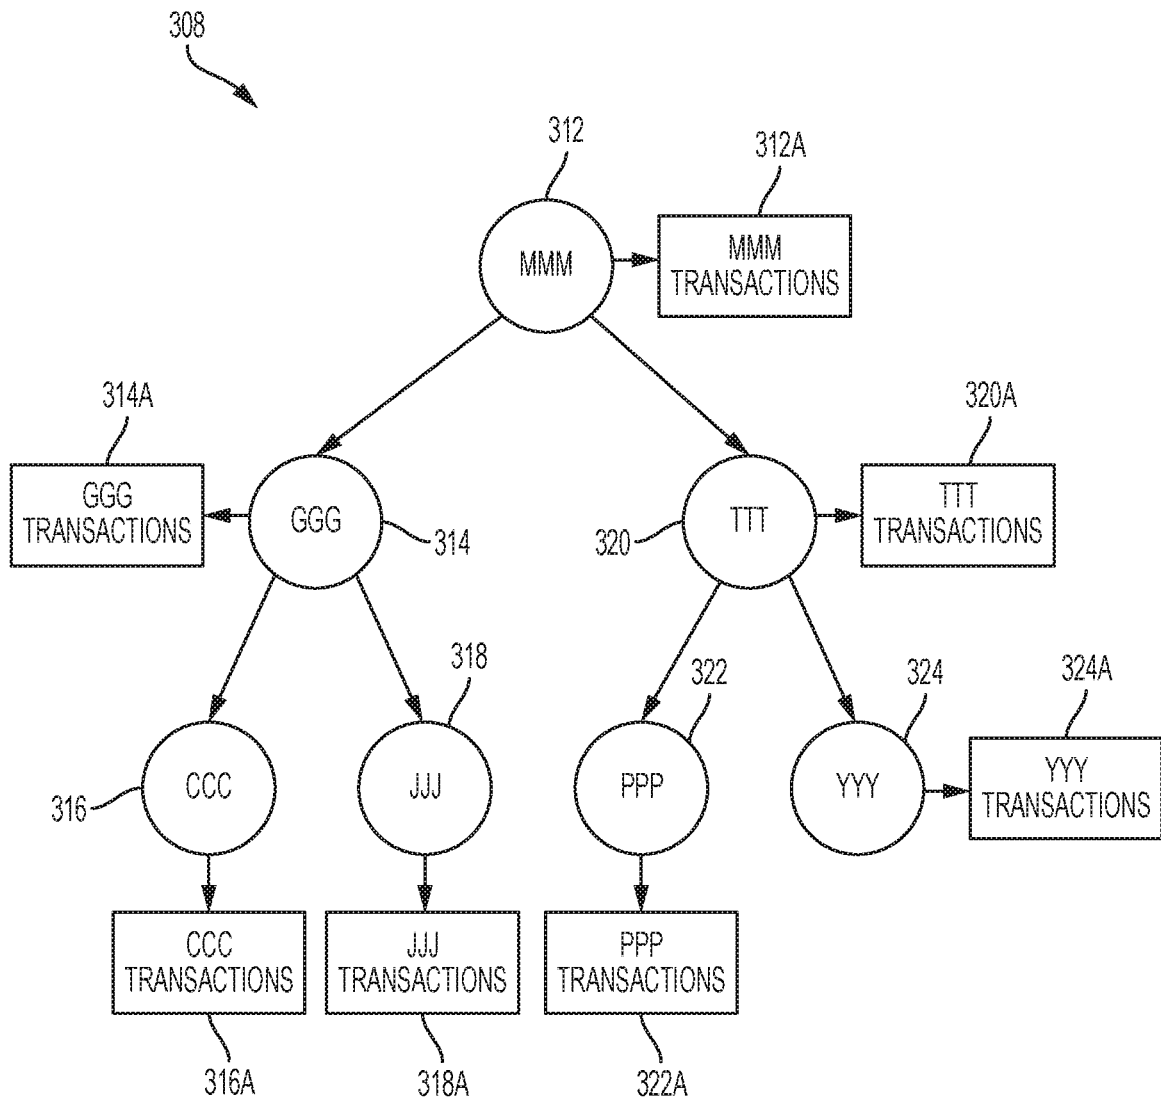 308
312
312A
MMM
MMM
TRANSACTIONS
314A
320A
GGG
TRANSACTIONS
GGG
314
320
TTT
TTT
TRANSACTIONS
318
322
324
324A
316
CCC
JJJ
PPP
YYY
YYY
TRANSACTIONS
CCC
TRANSACTIONS
JJJ
TRANSACTIONS
PPP
TRANSACTIONS
316A
318A
322A